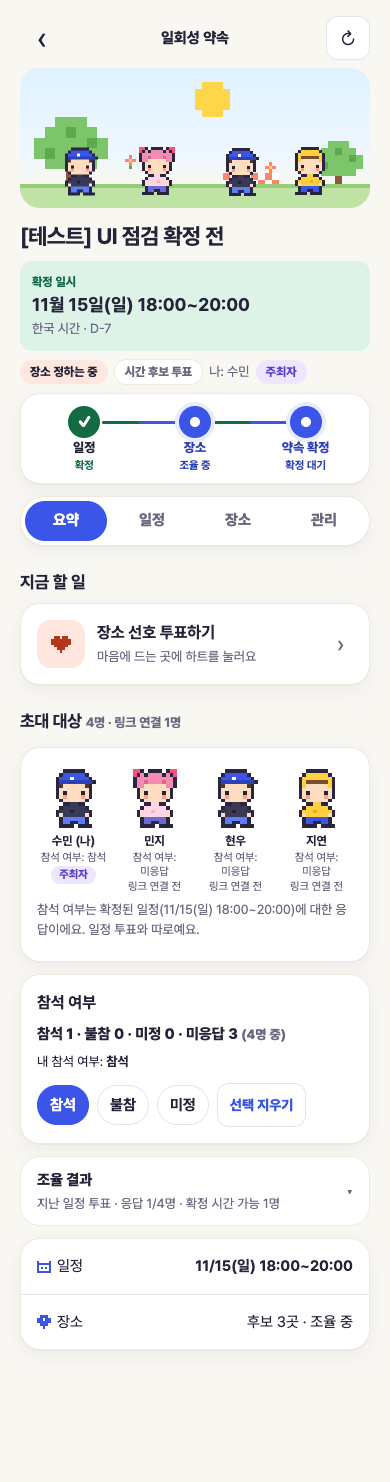 일회성 약속
[테스트] UI 점검 확정 전
확정 일시
11월 15일(일) 18:00~20:00
한국 시간 · D-7
장소 정하는 중 시간 후보 투표 나: 수민 주최자
일정 장소 약속 확정
확정 조율 중 확정 대기
요약 일정 장소 관리
지금 할 일
장소 선호 투표하기
마음에 드는 곳에 하트를 눌러요
초대 대상 4명 · 링크 연결 1명
수민 (나) 민지 현우 지연
참석 여부: 참석 참석 여부: 참석 여부: 참석 여부:
주최자 미응답 미응답 미응답
링크 연결 전 링크 연결 전 링크 연결 전
참석 여부는 확정된 일정(11/15(일) 18:00~20:00)에 대한 응
답이에요. 일정 투표와 따로예요.
참석 여부
참석 1 · 불참 0 · 미정 0 · 미응답 3 (4명 중)
내 참석 여부: 참석
참석 불참 미정 선택 지우기
조율 결과
지난 일정 투표 · 응답 1/4명 · 확정 시간 가능 1명
일정 11/15(일) 18:00~20:00
장소 후보 3곳 · 조율 중